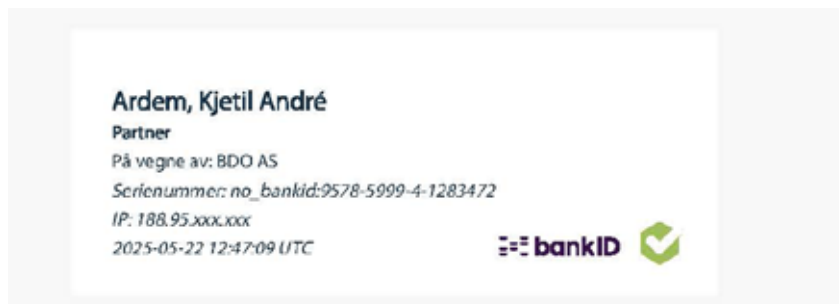 Ardem, Kjetil André
Partner
På vegne av: BDO AS
Serienummer: no_bankid:9578-5999-4-1283472
IP: 188.95.xxx.xxx
2025-05-22 12:47:09 UTC
bankID